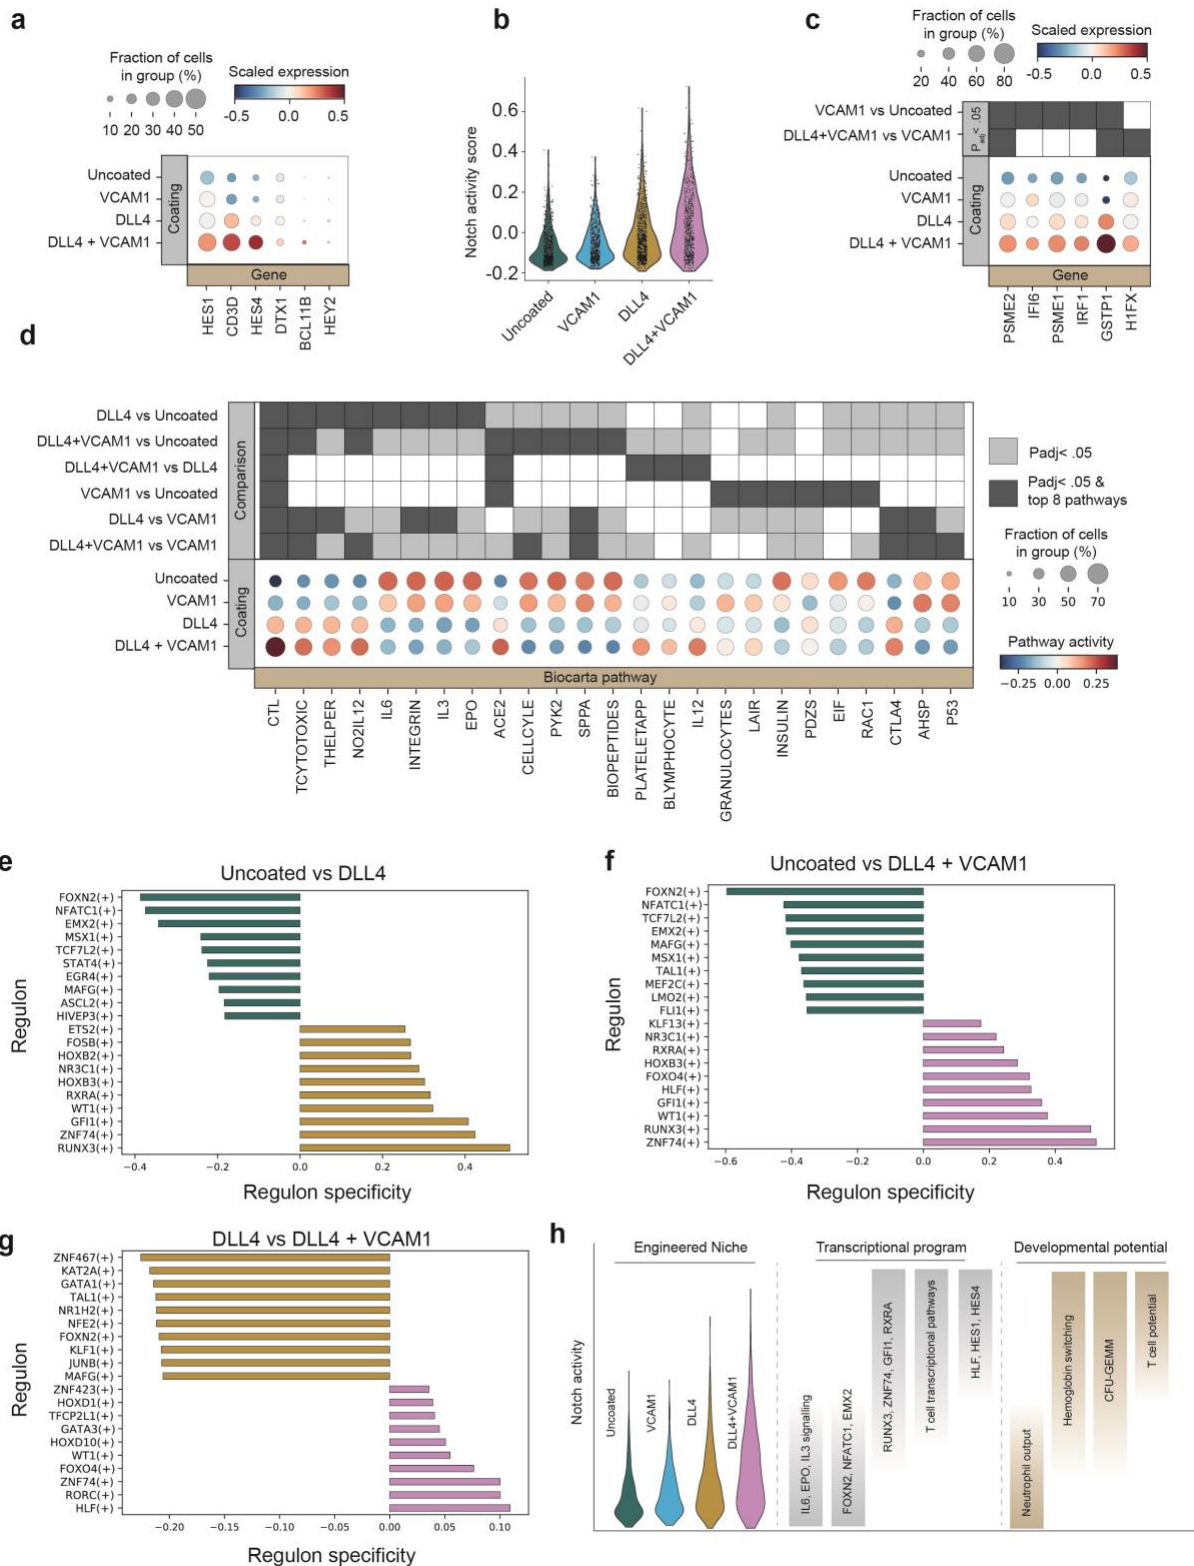 a
Fraction of cells
in group (%)
10 20 30 40 50
Scaled expression
-0.5 0.0 0.5
Coating
Uncoated
VCAM1
DLL4
DLL4 + VCAM1
Gene
HES1
CD3D
HES4
DTX1
BCL11B
HEY2
b
Notch activity score
0.6
0.4
0.2
0.0
-0.2
Uncoated
VCAM1
DLL4
DLL4+VCAM1
c
Fraction of cells
in group (%)
20 40 60 80
Scaled expression
-0.5 0.0 0.5
VCAM1 vs Uncoated
DLL4+VCAM1 vs VCAM1
Padj < .05
Coating
Uncoated
VCAM1
DLL4
DLL4 + VCAM1
Gene
PSME2
IFI6
PSME1
IRF1
GSTP1
H1FX
d
Comparison
DLL4 vs Uncoated
DLL4+VCAM1 vs Uncoated
DLL4+VCAM1 vs DLL4
VCAM1 vs Uncoated
DLL4 vs VCAM1
DLL4+VCAM1 vs VCAM1
Coating
Uncoated
VCAM1
DLL4
DLL4 + VCAM1
Biocarta pathway
CTL
TCYTOTOXIC
THELPER
NO2IL12
IL6
INTEGRIN
IL3
EPO
ACE2
CELLCYLE
PYK2
SPPA
BIOPEPTIDES
PLATELETAPP
BLYMPHOCYTE
IL12
GRANULOCYTES
LAIR
INSULIN
PDZS
EIF
RAC1
CTLA4
AHSP
P53
Padj< .05
Padj< .05 &
top 8 pathways
Fraction of cells
in group (%)
10 30 50 70
Pathway activity
−0.25 0.00 0.25
e
Uncoated vs DLL4
Regulon
FOXN2(+)
NFATC1(+)
EMX2(+)
MSX1(+)
TCF7L2(+)
STAT4(+)
EGR4(+)
MAFG(+)
ASCL2(+)
HIVEP3(+)
ETS2(+)
FOSB(+)
HOXB2(+)
NR3C1(+)
HOXB3(+)
RXRA(+)
WT1(+)
GFI1(+)
ZNF74(+)
RUNX3(+)
−0.4 −0.2 0.0 0.2 0.4
Regulon specificity
f
Uncoated vs DLL4 + VCAM1
Regulon
FOXN2(+)
NFATC1(+)
TCF7L2(+)
EMX2(+)
MAFG(+)
MSX1(+)
TAL1(+)
MEF2C(+)
LMO2(+)
FLI1(+)
KLF13(+)
NR3C1(+)
RXRA(+)
HOXB3(+)
FOXO4(+)
HLF(+)
GFI1(+)
WT1(+)
RUNX3(+)
ZNF74(+)
−0.6 −0.4 −0.2 0.0 0.2 0.4
Regulon specificity
g
DLL4 vs DLL4 + VCAM1
Regulon
ZNF467(+)
KAT2A(+)
GATA1(+)
TAL1(+)
NR1H2(+)
NFE2(+)
FOXN2(+)
KLF1(+)
JUNB(+)
MAFG(+)
ZNF423(+)
HOXD1(+)
TFCP2L1(+)
GATA3(+)
HOXD10(+)
WT1(+)
FOXO4(+)
ZNF74(+)
RORC(+)
HLF(+)
−0.20 −0.15 −0.10 −0.05 0.00 0.05 0.10
Regulon specificity
h
Engineered Niche
Transcriptional program
Developmental potential
Notch activity
Uncoated
VCAM1
DLL4
DLL4+VCAM1
IL6, EPO, IL3 signalling
FOXN2, NFATC1, EMX2
RUNX3, ZNF74, GFI1, RXRA
T cell transcriptional pathways
HLF, HES1, HES4
Neutrophil output
Hemoglobin switching
CFU-GEMM
T cell potential